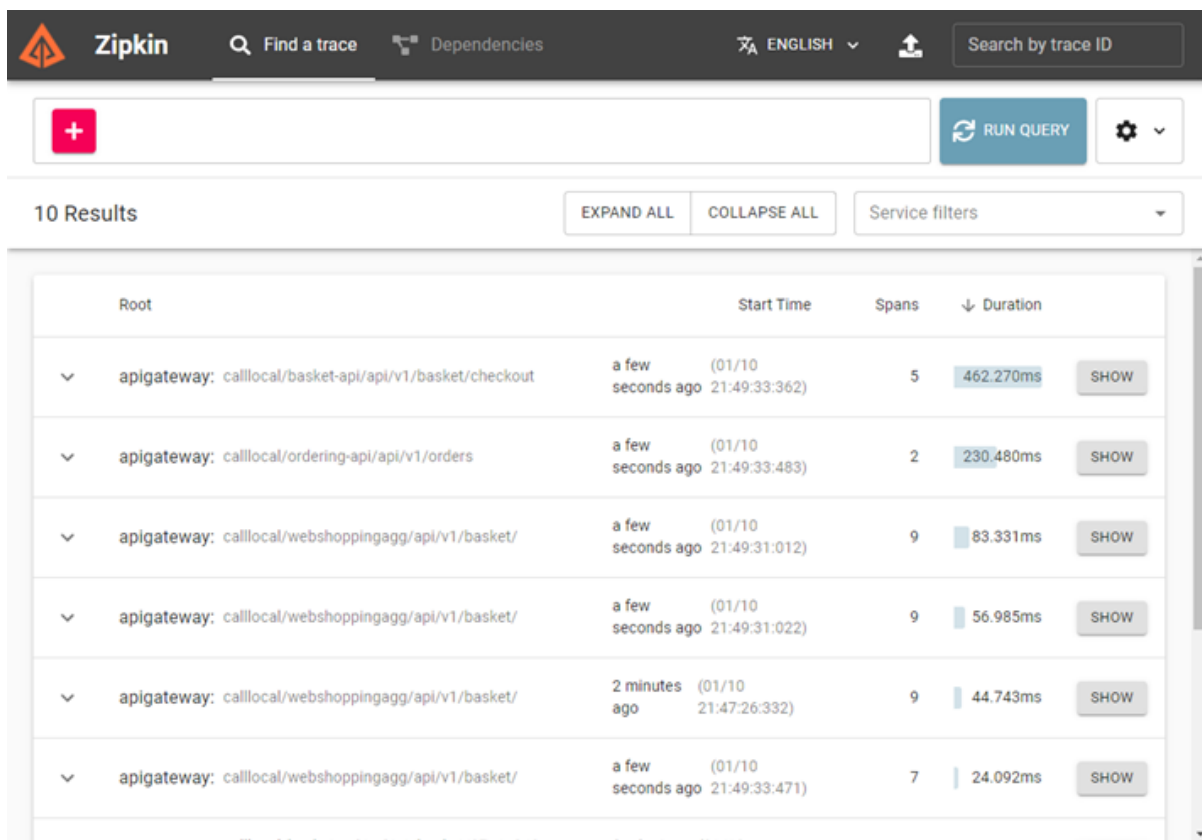 Zipkin Find a trace Dependencies ENGLISH Search by trace ID
+ RUN QUERY
10 Results EXPAND ALL COLLAPSE ALL Service filters
Root Start Time Spans Duration
a few (01/10
apigateway: calllocal/basket-api/api/v1/basket/checkout seconds ago 21:49:33:362) 5 462.270ms SHOW
a few (01/10
apigateway: calllocal/ordering-api/api/v1/orders seconds ago 21:49:33:483) 2 230.480ms SHOW
a few (01/10
apigateway: calllocal/webshoppingagg/api/v1/basket/ seconds ago 21:49:31:012) 9 83.331ms SHOW
a few (01/10
apigateway: calllocal/webshoppingagg/api/v1/basket/ seconds ago 21:49:31:022) 9 56.985ms SHOW
2 minutes (01/10
apigateway: calllocal/webshoppingagg/api/v1/basket/ ago 21:47:26:332) 9 44.743ms SHOW
a few (01/10
apigateway: calllocal/webshoppingagg/api/v1/basket/ seconds ago 21:49:33:471) 7 24.092ms SHOW